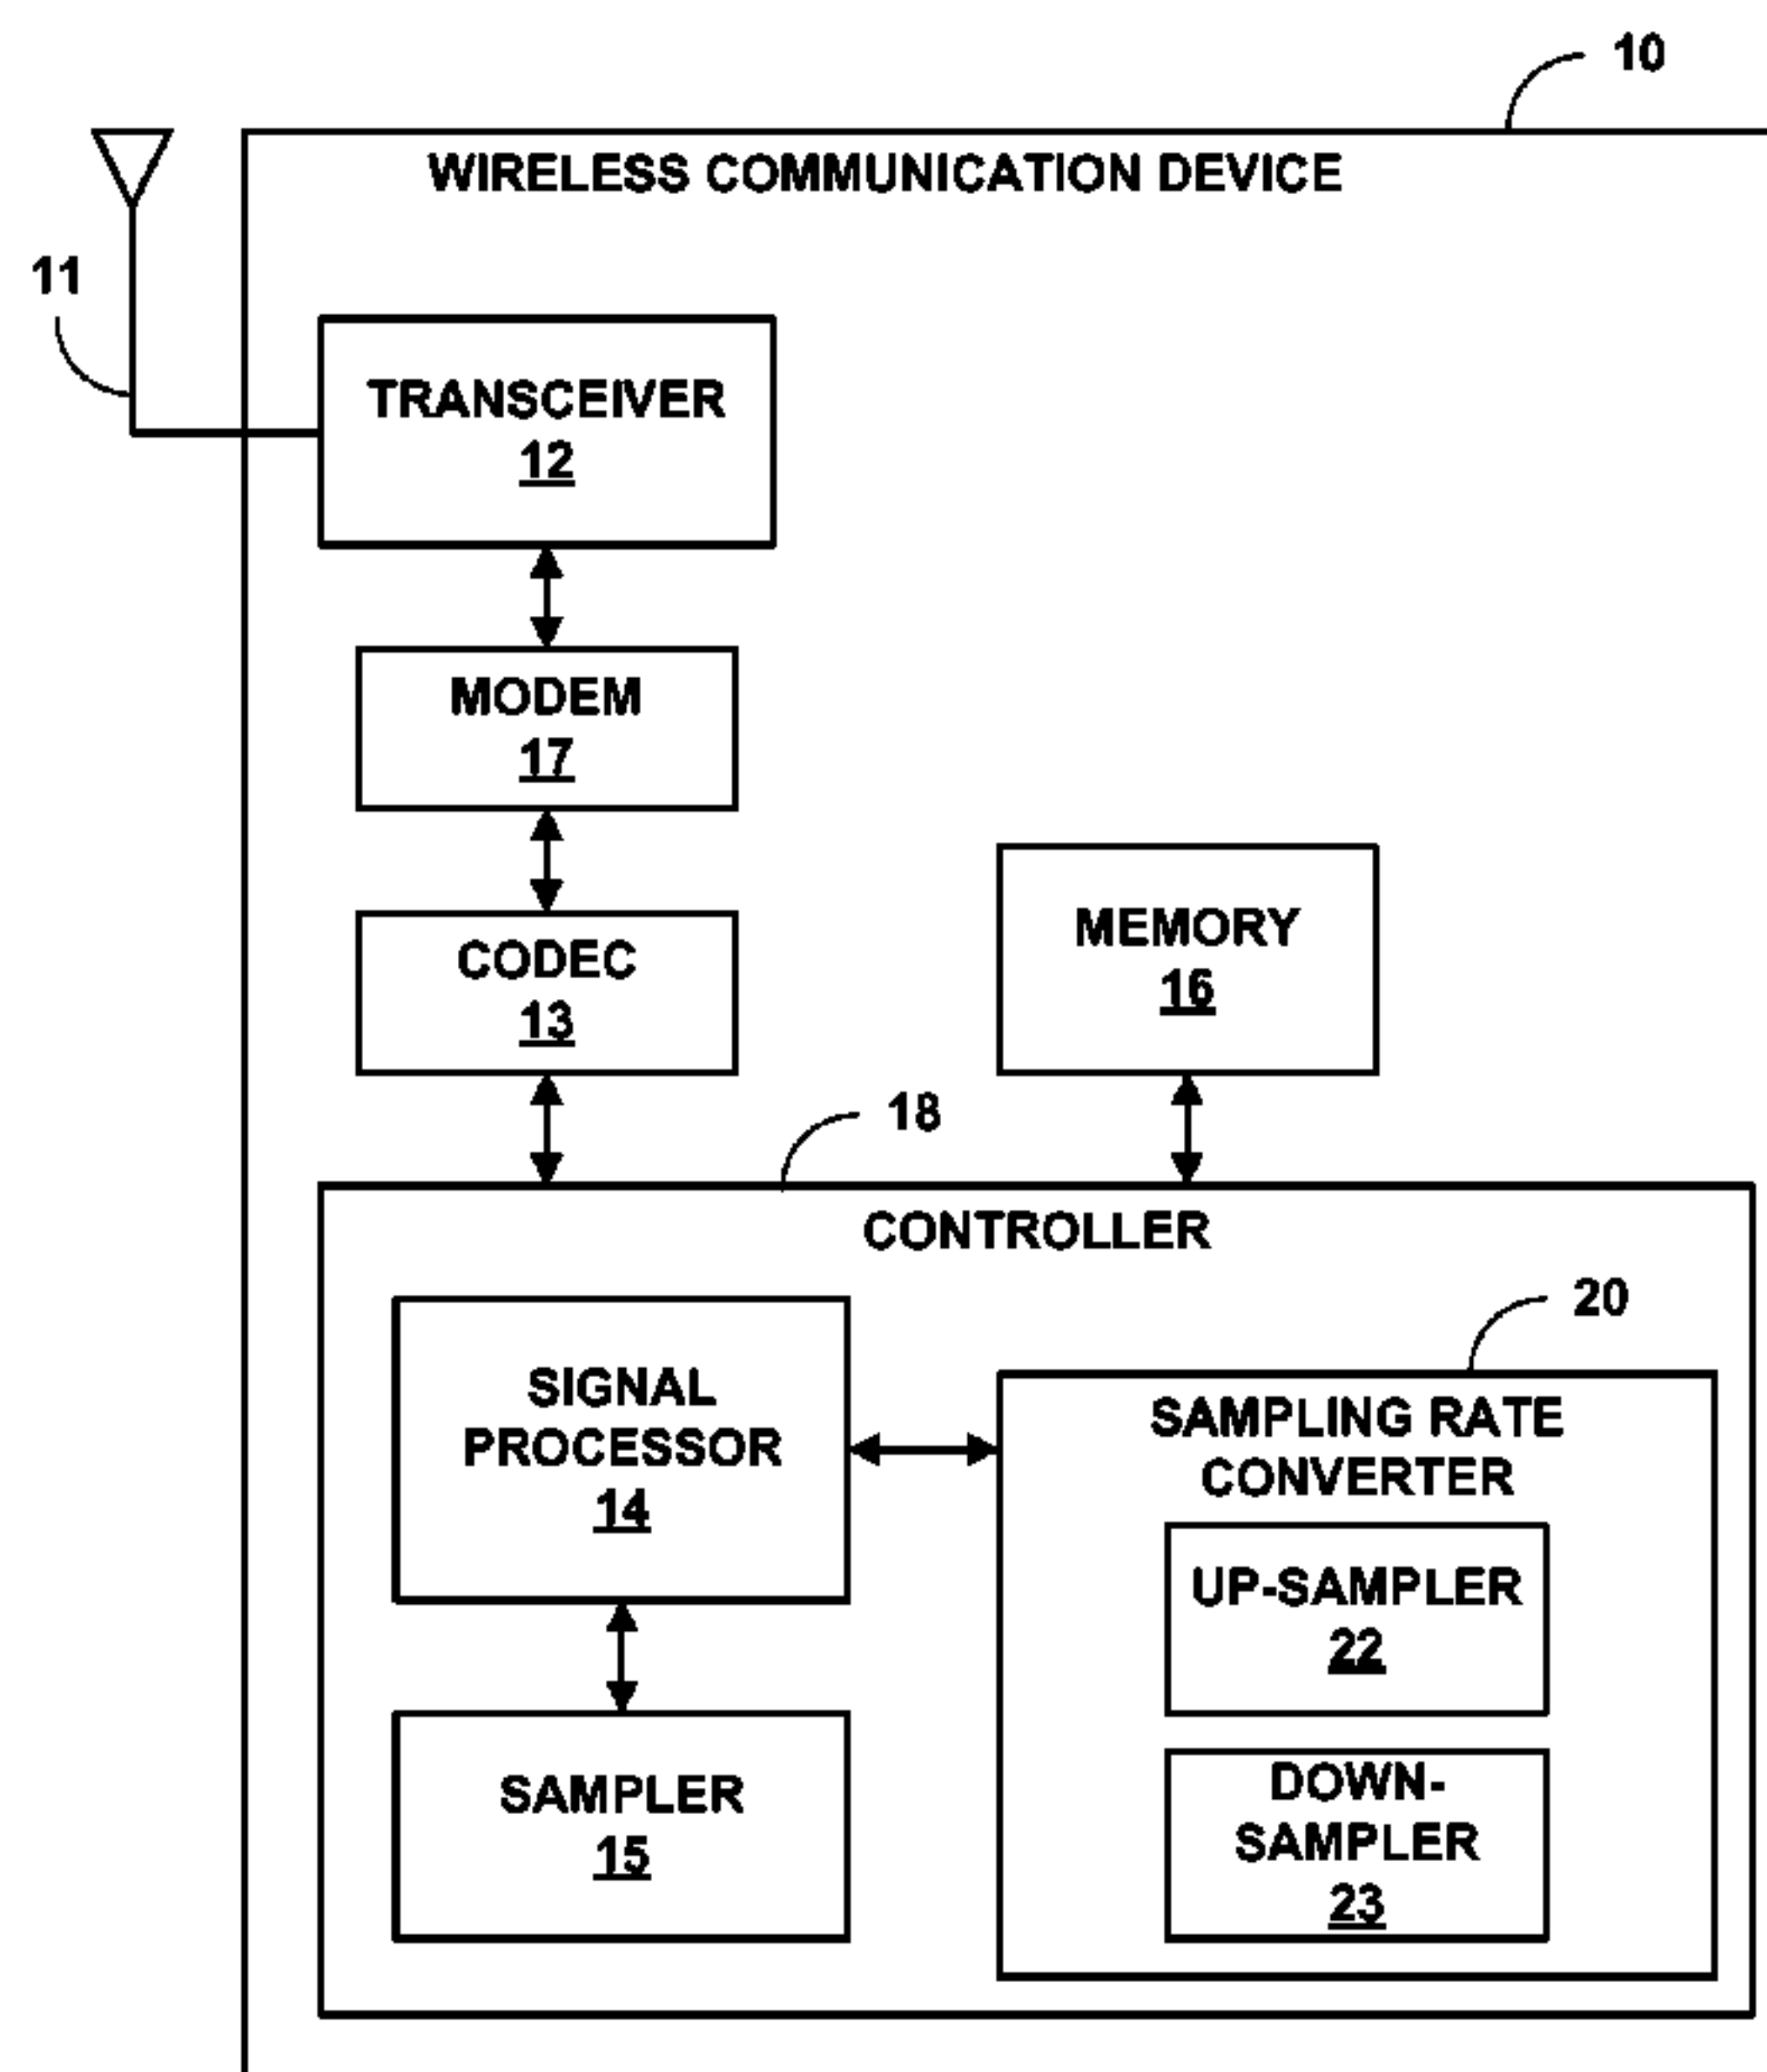 10
WIRELESS COMMUNICATION DEVICE
11
TRANSCEIVER
12
MODEM
17
CODEC
13
MEMORY
16
18
CONTROLLER
20
SIGNAL
PROCESSOR
14
SAMPLING RATE
CONVERTER
UP-SAMPLER
22
SAMPLER
15
DOWN-
SAMPLER
23